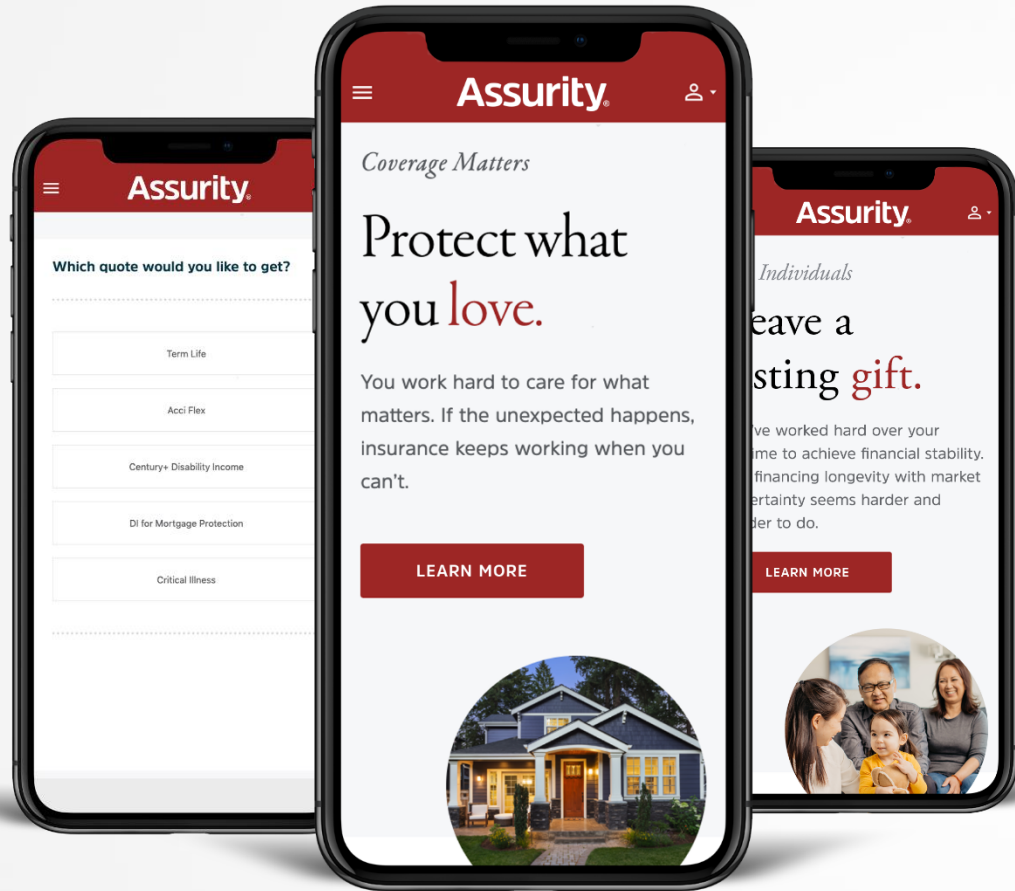 Assurity®
Which quote would you like to get?
Term Life
Acci Flex
Century+ Disability Income
DI for Mortgage Protection
Critical Illness
Assurity®
Coverage Matters
Protect what
you love.
You work hard to care for what
matters. If the unexpected happens,
insurance keeps working when you
can't.
LEARN MORE
Assurity®
Individuals
eave a
sting gift.
've worked hard over your
ime to achieve financial stability.
financing longevity with market
ertainty seems harder and
der to do.
LEARN MORE